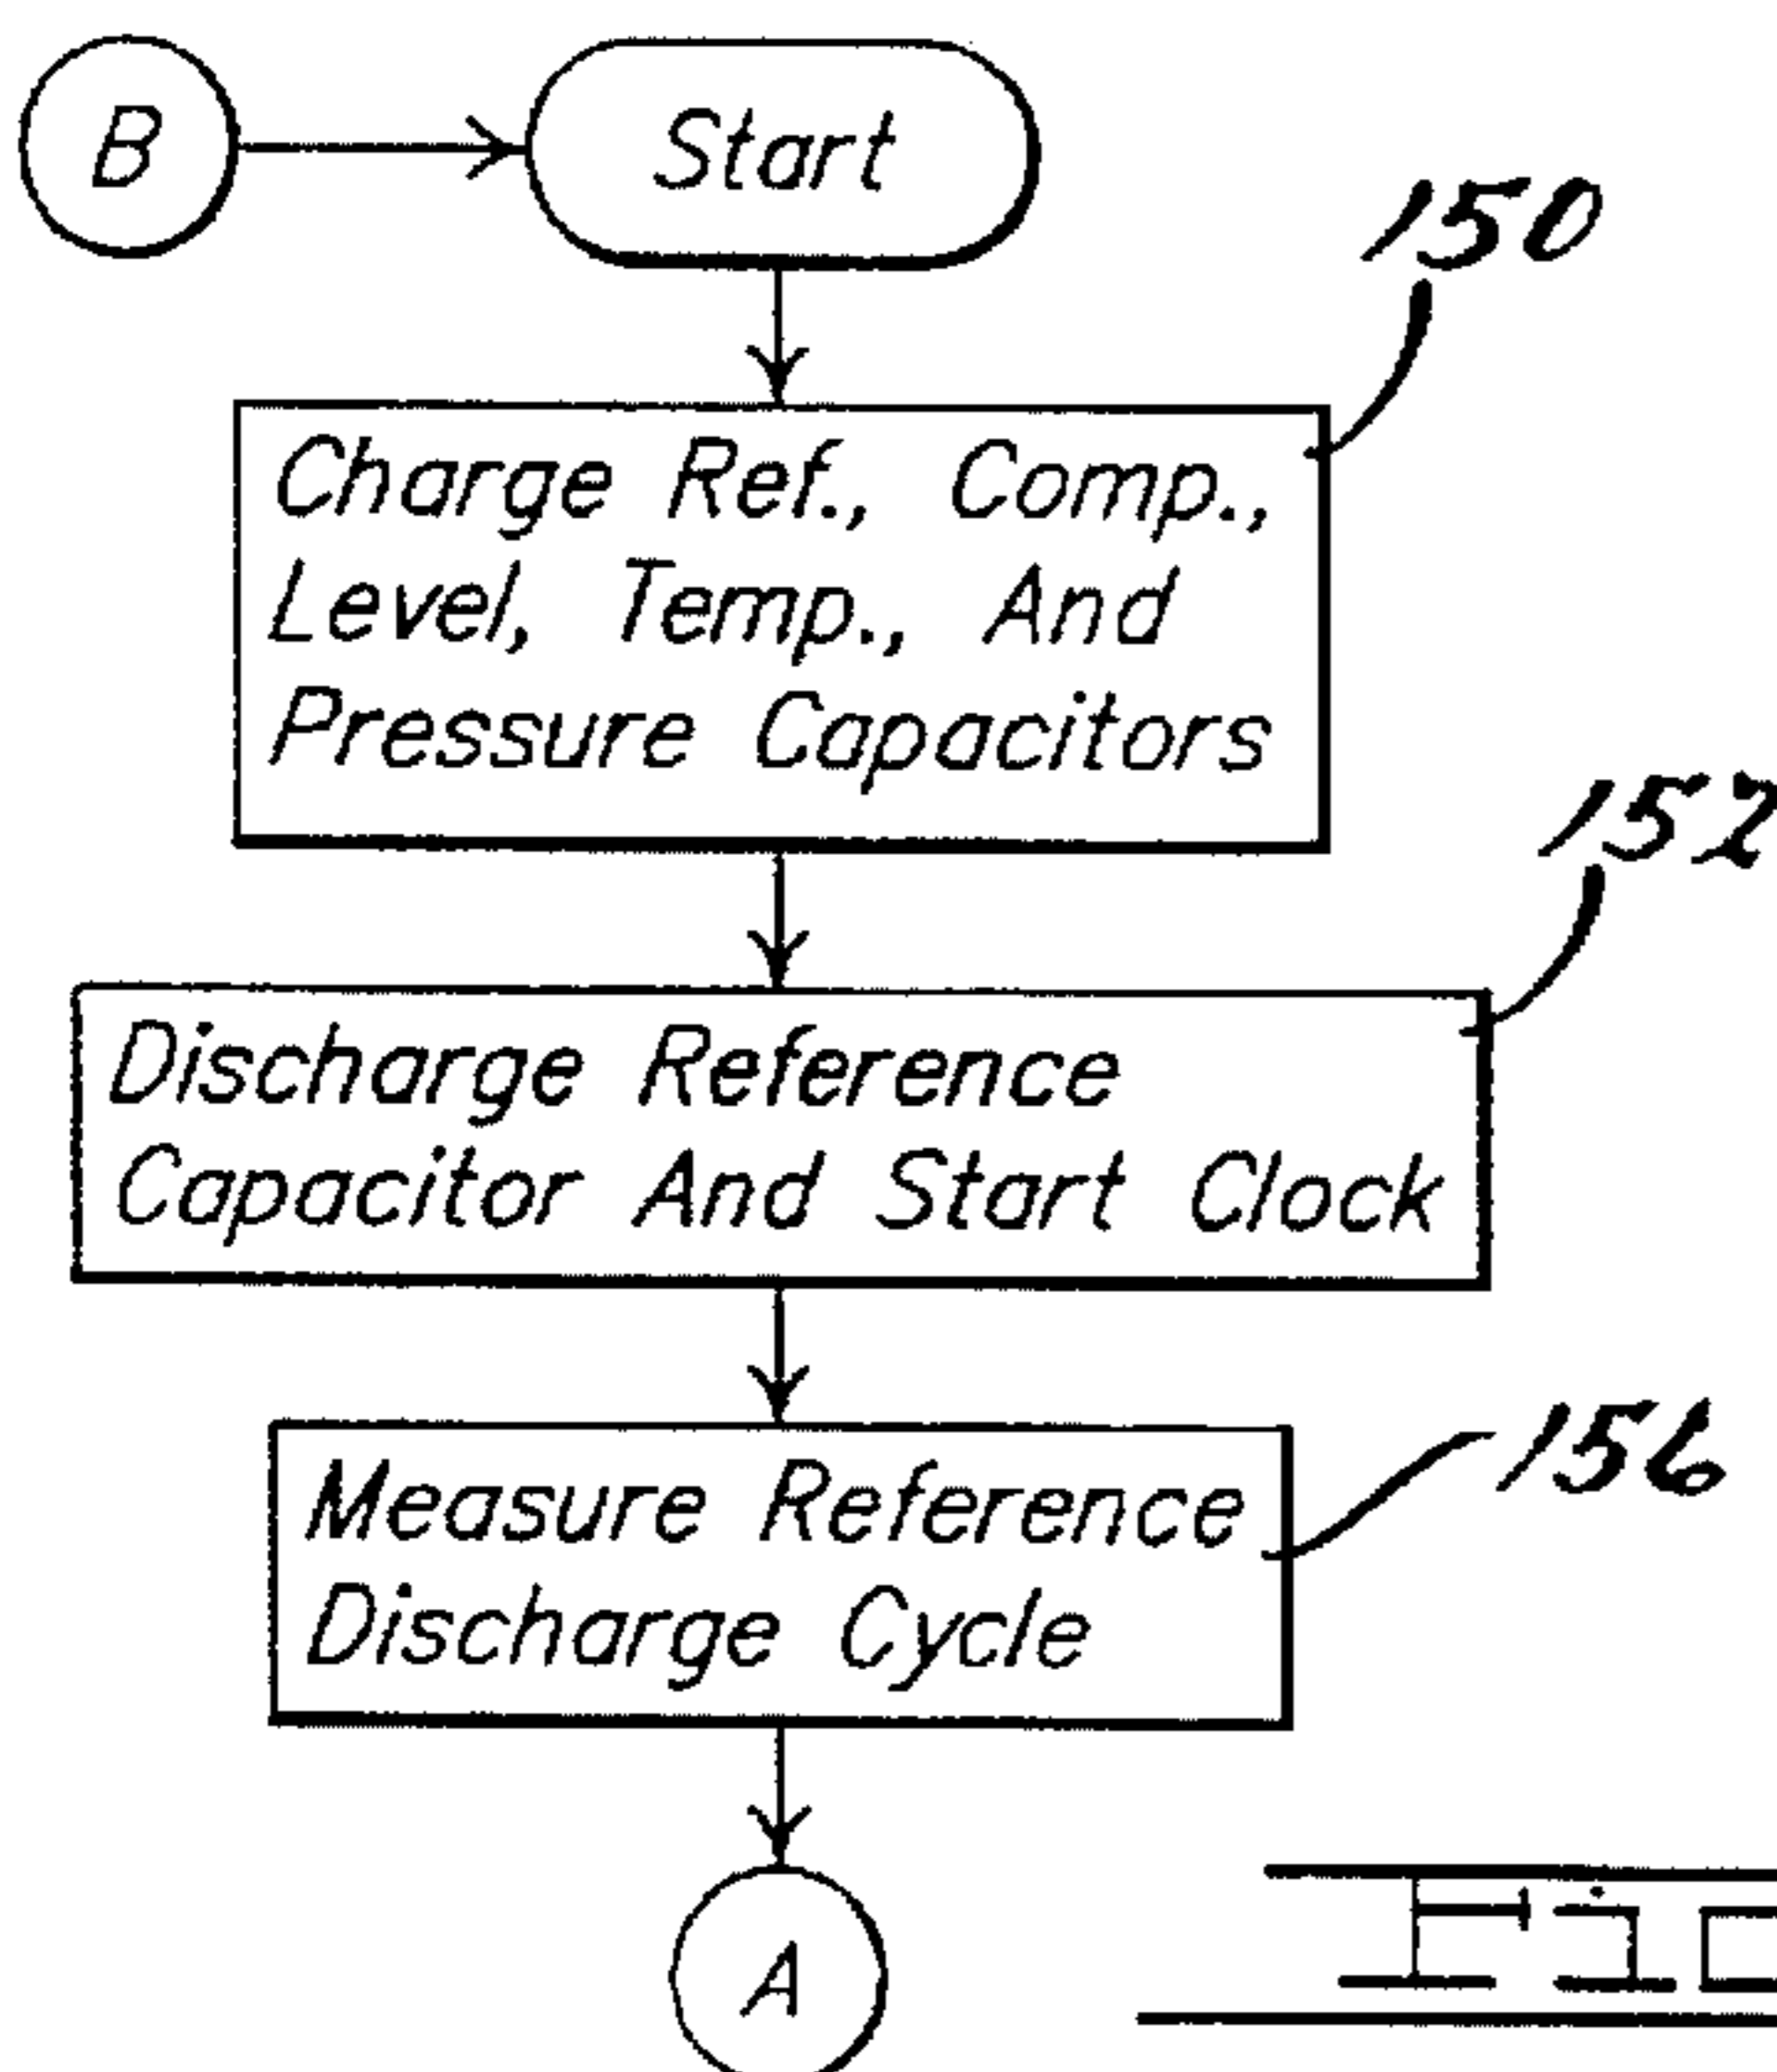 B
Start
150
Charge Ref., Comp.,
Level, Temp., And
Pressure Capacitors
152
Discharge Reference
Capacitor And Start Clock
156
Measure Reference
Discharge Cycle
A